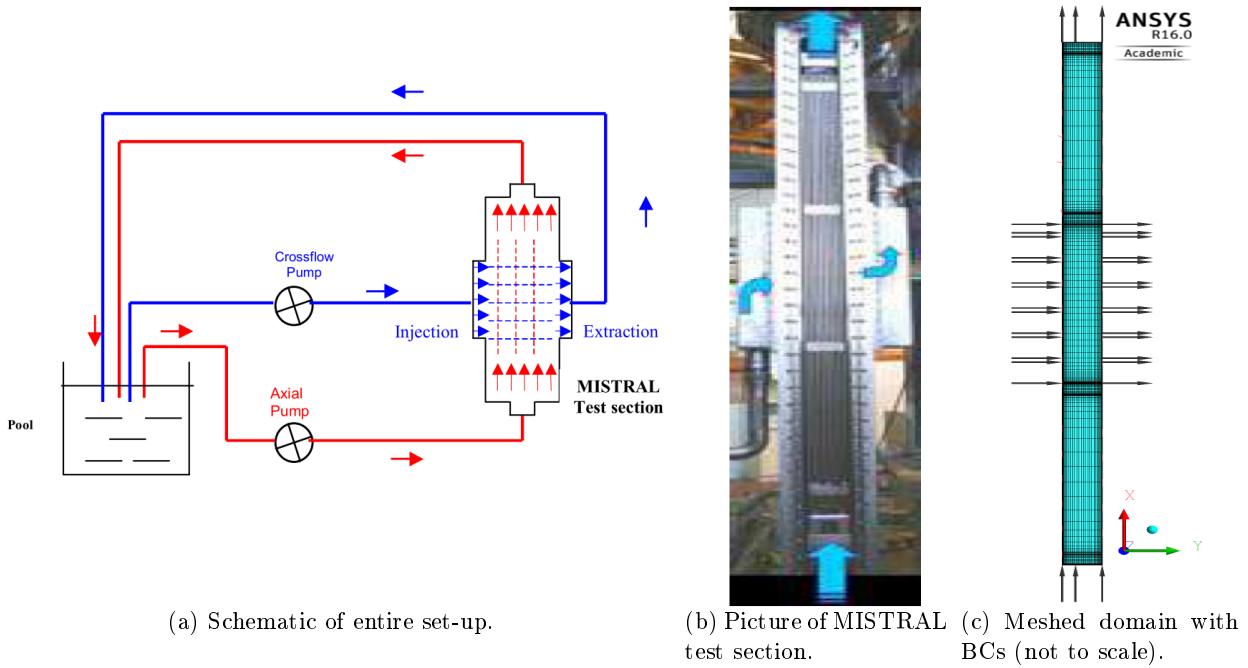 Crossflow
Pump
Injection
Extraction
Axial
Pump
MISTRAL
Test section
Pool
ANSYS
R16.0
Academic
X
Y
Z
(a) Schematic of entire set-up.
(b) Picture of MISTRAL
test section.
(c) Meshed domain with
BCs (not to scale).